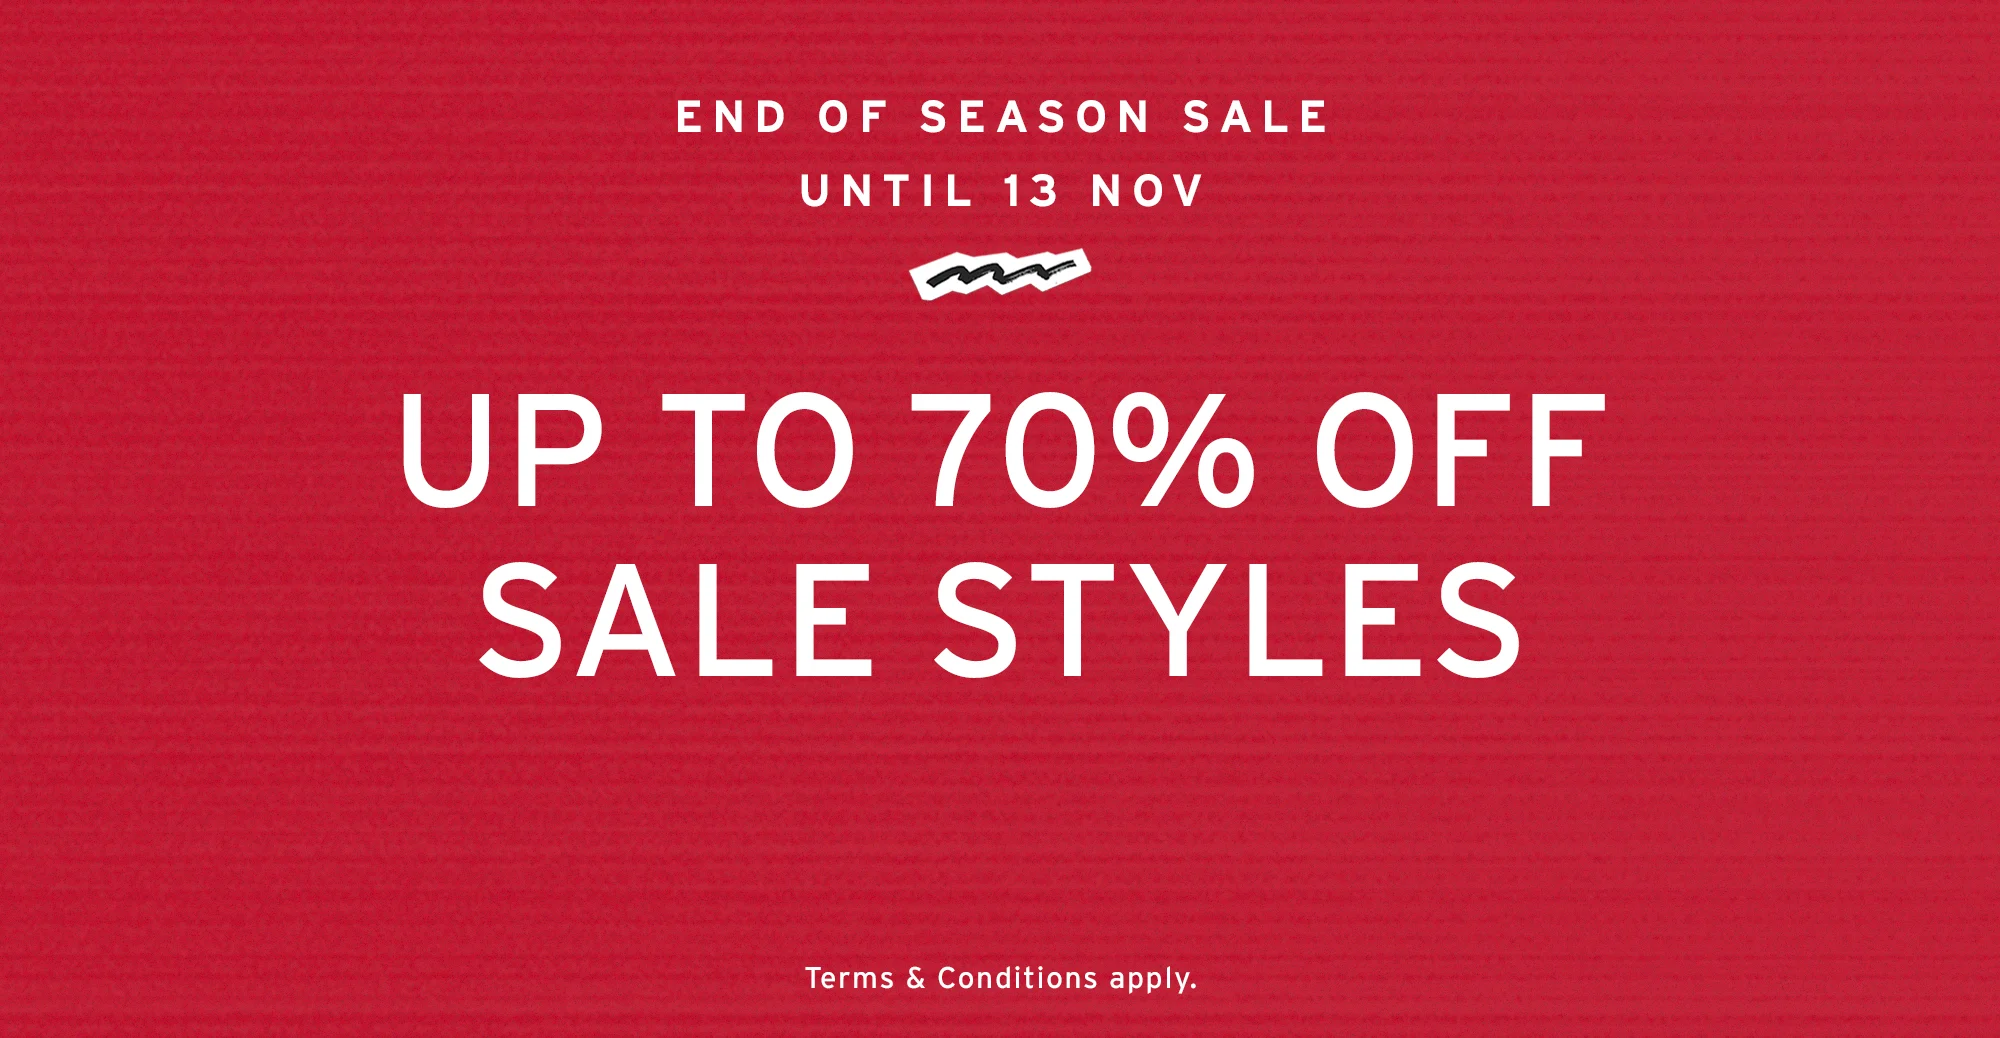 END OF SEASON SALE
UNTIL 13 NOV
UP TO 70% OFF
SALE STYLES
Terms & Conditions apply.